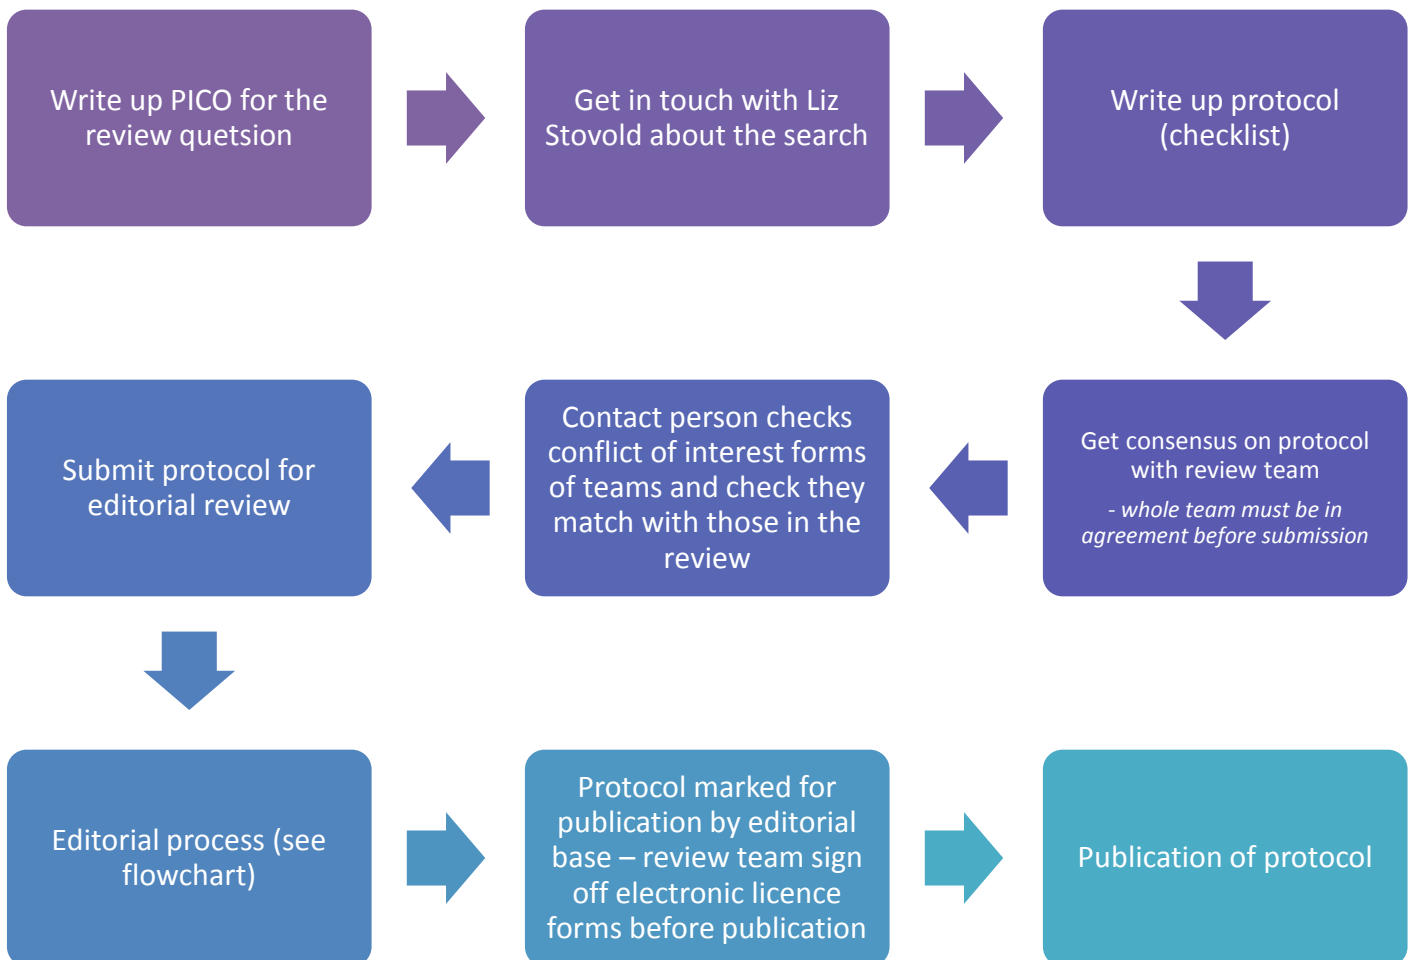 Write up PICO for the
review quetsion
Get in touch with Liz
Stovold about the search
Write up protocol
(checklist)
Get consensus on protocol
with review team
- whole team must be in
agreement before submission
Contact person checks
conflict of interest forms
of teams and check they
match with those in the
review
Submit protocol for
editorial review
Editorial process (see
flowchart)
Protocol marked for
publication by editorial
base – review team sign
off electronic licence
forms before publication
Publication of protocol